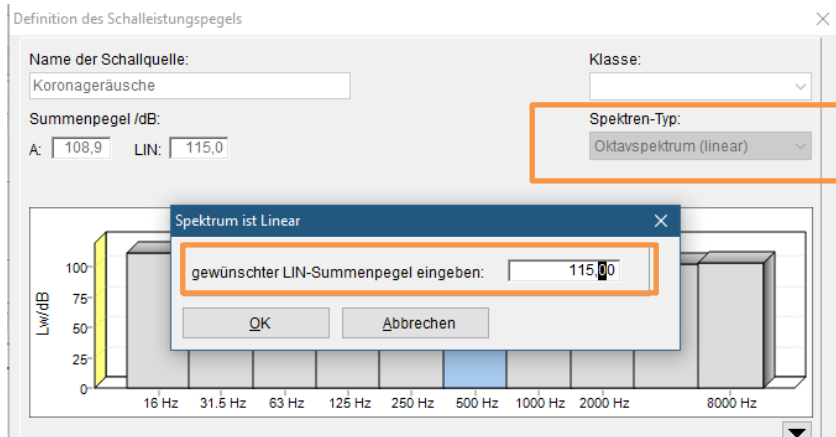 Definition des Schalleistungspegels
Name der Schallquelle:
Klasse:
Koronageräusche
Summenpegel /dB:
Spektren-Typ:
A: 108,9 LIN: 115,0
Oktavspektrum (linear)
Spektrum ist Linear
gewünschter LIN-Summenpegel eingeben: 115,00
OK Abbrechen
Lw/dB
100
75
50
25
0
16 Hz 31.5 Hz 63 Hz 125 Hz 250 Hz 500 Hz 1000 Hz 2000 Hz 8000 Hz